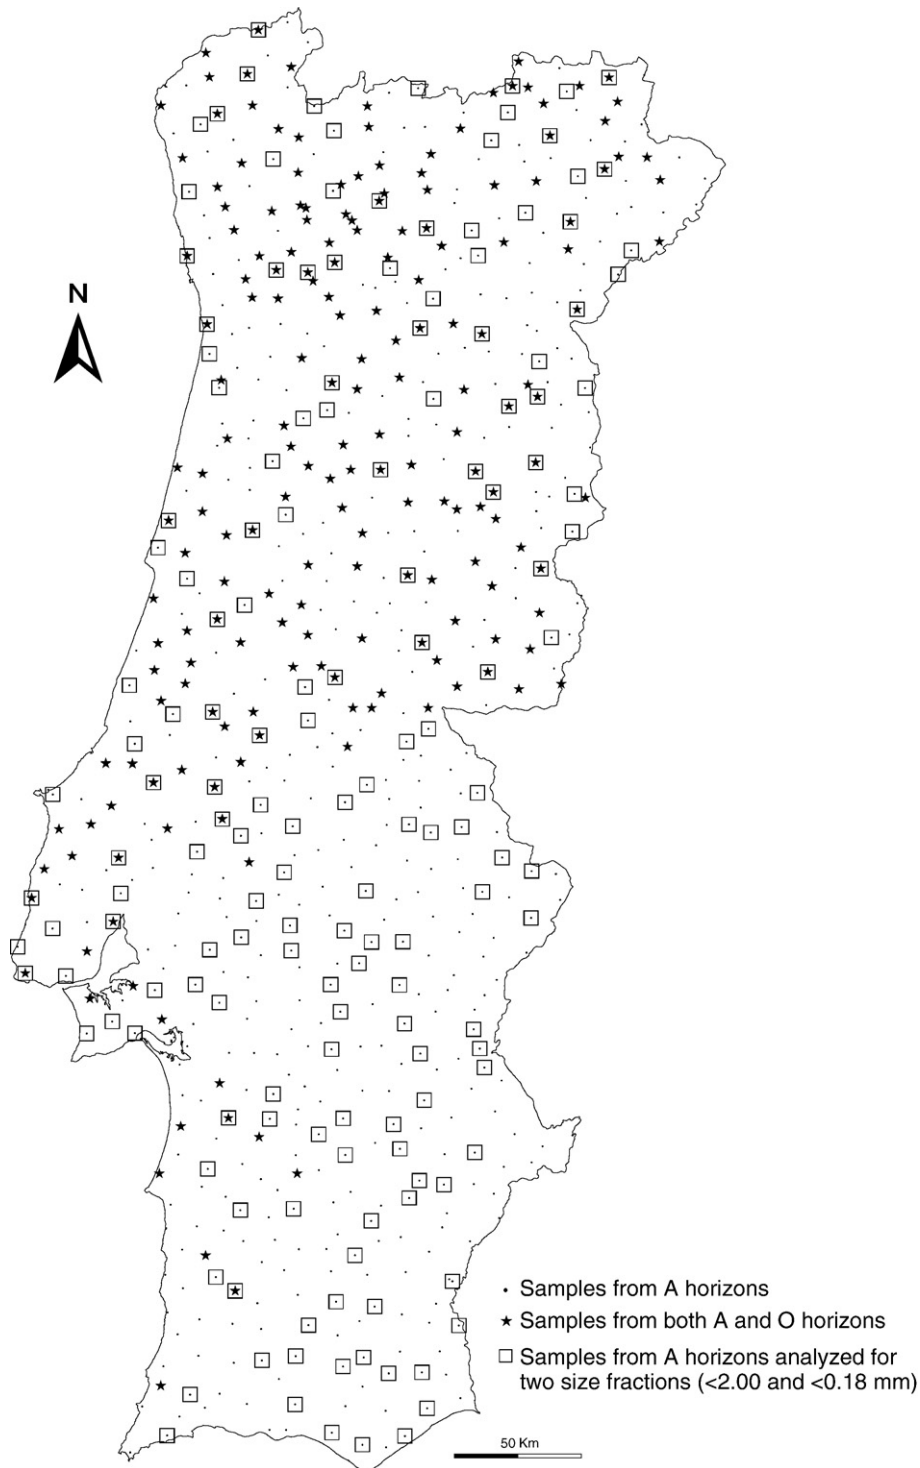 N
Samples from A horizons
Samples from both A and O horizons
Samples from A horizons analyzed for
two size fractions (<2.00 and <0.18 mm)
50 Km